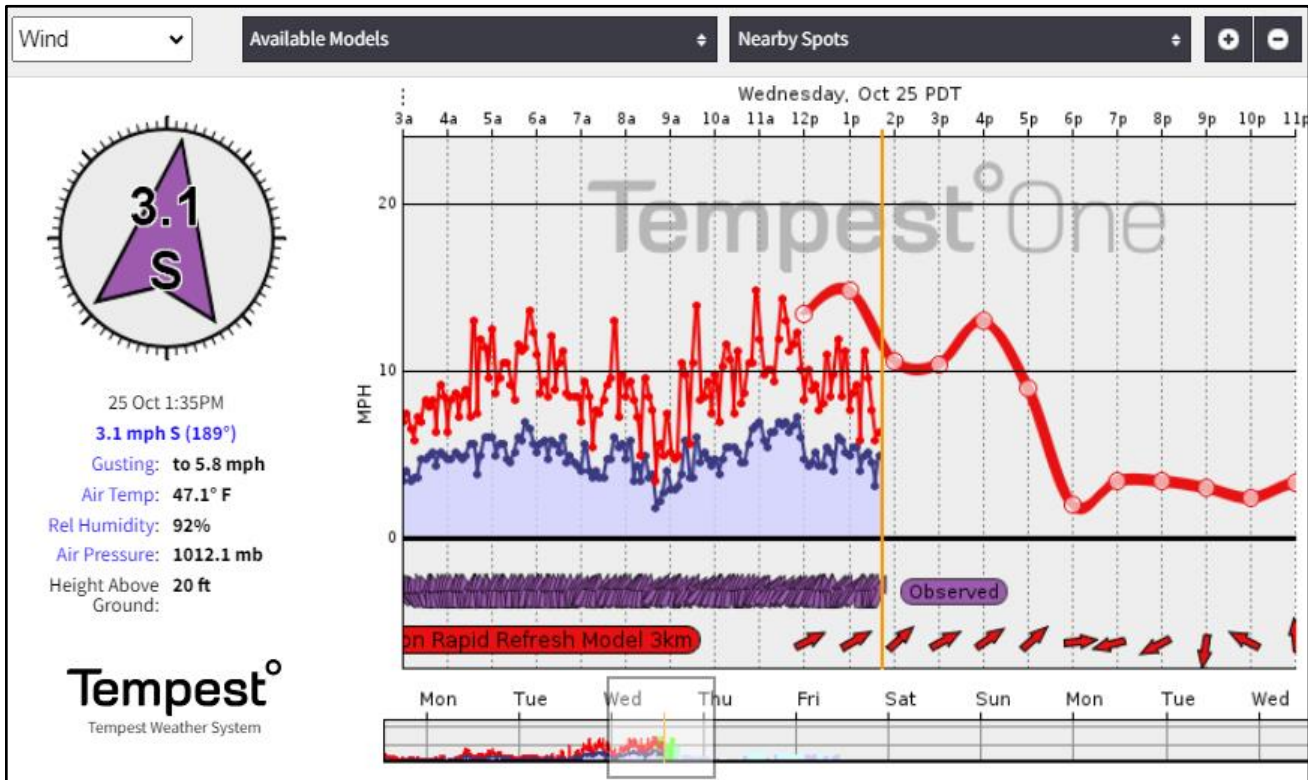 Wind
Available Models
Nearby Spots
Wednesday, Oct 25 PDT
3a 4a 5a 6a 7a 8a 9a 10a 11a 12p 1p 2p 3p 4p 5p 6p 7p 8p 9p 10p 11p
Tempest One
20
10
0
MPH
3.1
S
25 Oct 1:35PM
3.1 mph S (189°)
Gusting: to 5.8 mph
Air Temp: 47.1° F
Rel Humidity: 92%
Air Pressure: 1012.1 mb
Height Above 20 ft
Ground:
Observed
on Rapid Refresh Model 3km
Tempest
Tempest Weather System
Mon Tue Wed Thu Fri Sat Sun Mon Tue Wed